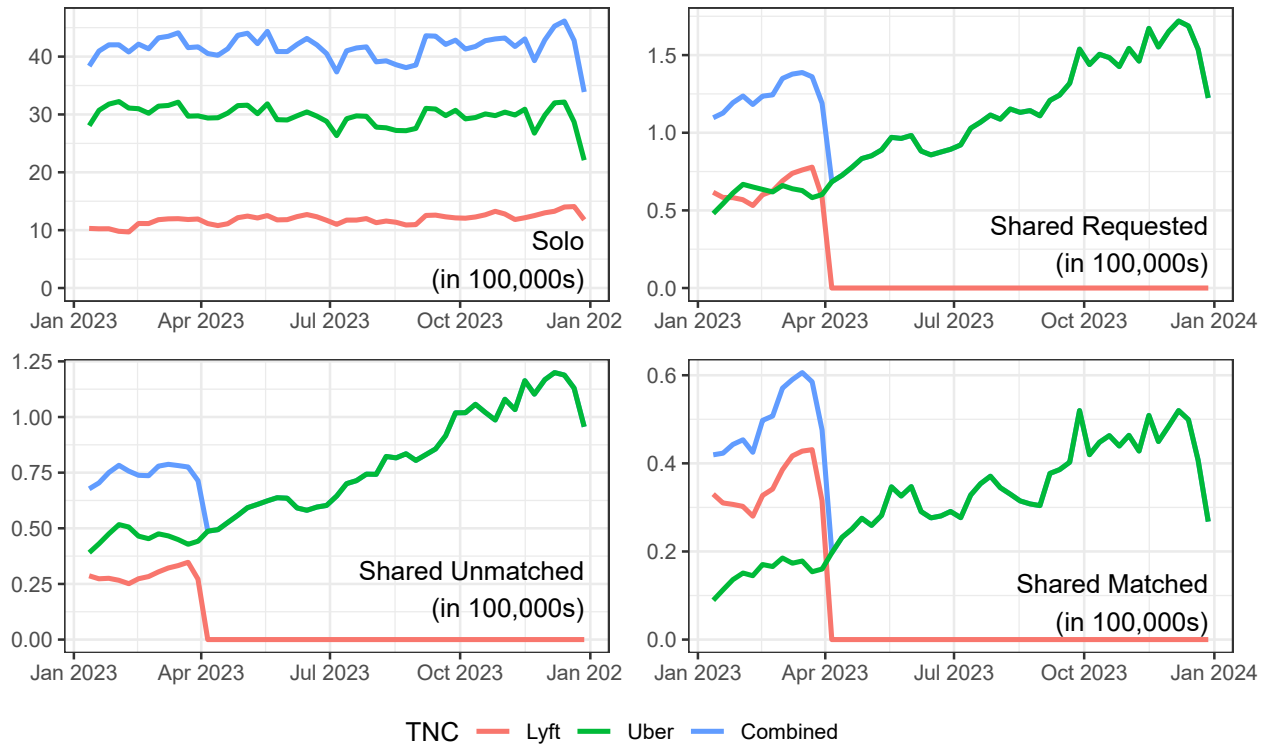 40
30
20
10
0
Solo
(in 100,000s)
Jan 2023 Apr 2023 Jul 2023 Oct 2023 Jan 202
1.5
1.0
0.5
0.0
Shared Requested
(in 100,000s)
Jan 2023 Apr 2023 Jul 2023 Oct 2023 Jan 2024
1.25
1.00
0.75
0.50
0.25
0.00
Shared Unmatched
(in 100,000s)
Jan 2023 Apr 2023 Jul 2023 Oct 2023
0.6
0.4
0.2
0.0
Shared Matched
(in 100,000s)
Jan 2023 Apr 2023 Jul 2023 Oct 2023 Jan 2024
TNC Lyft Uber Combined